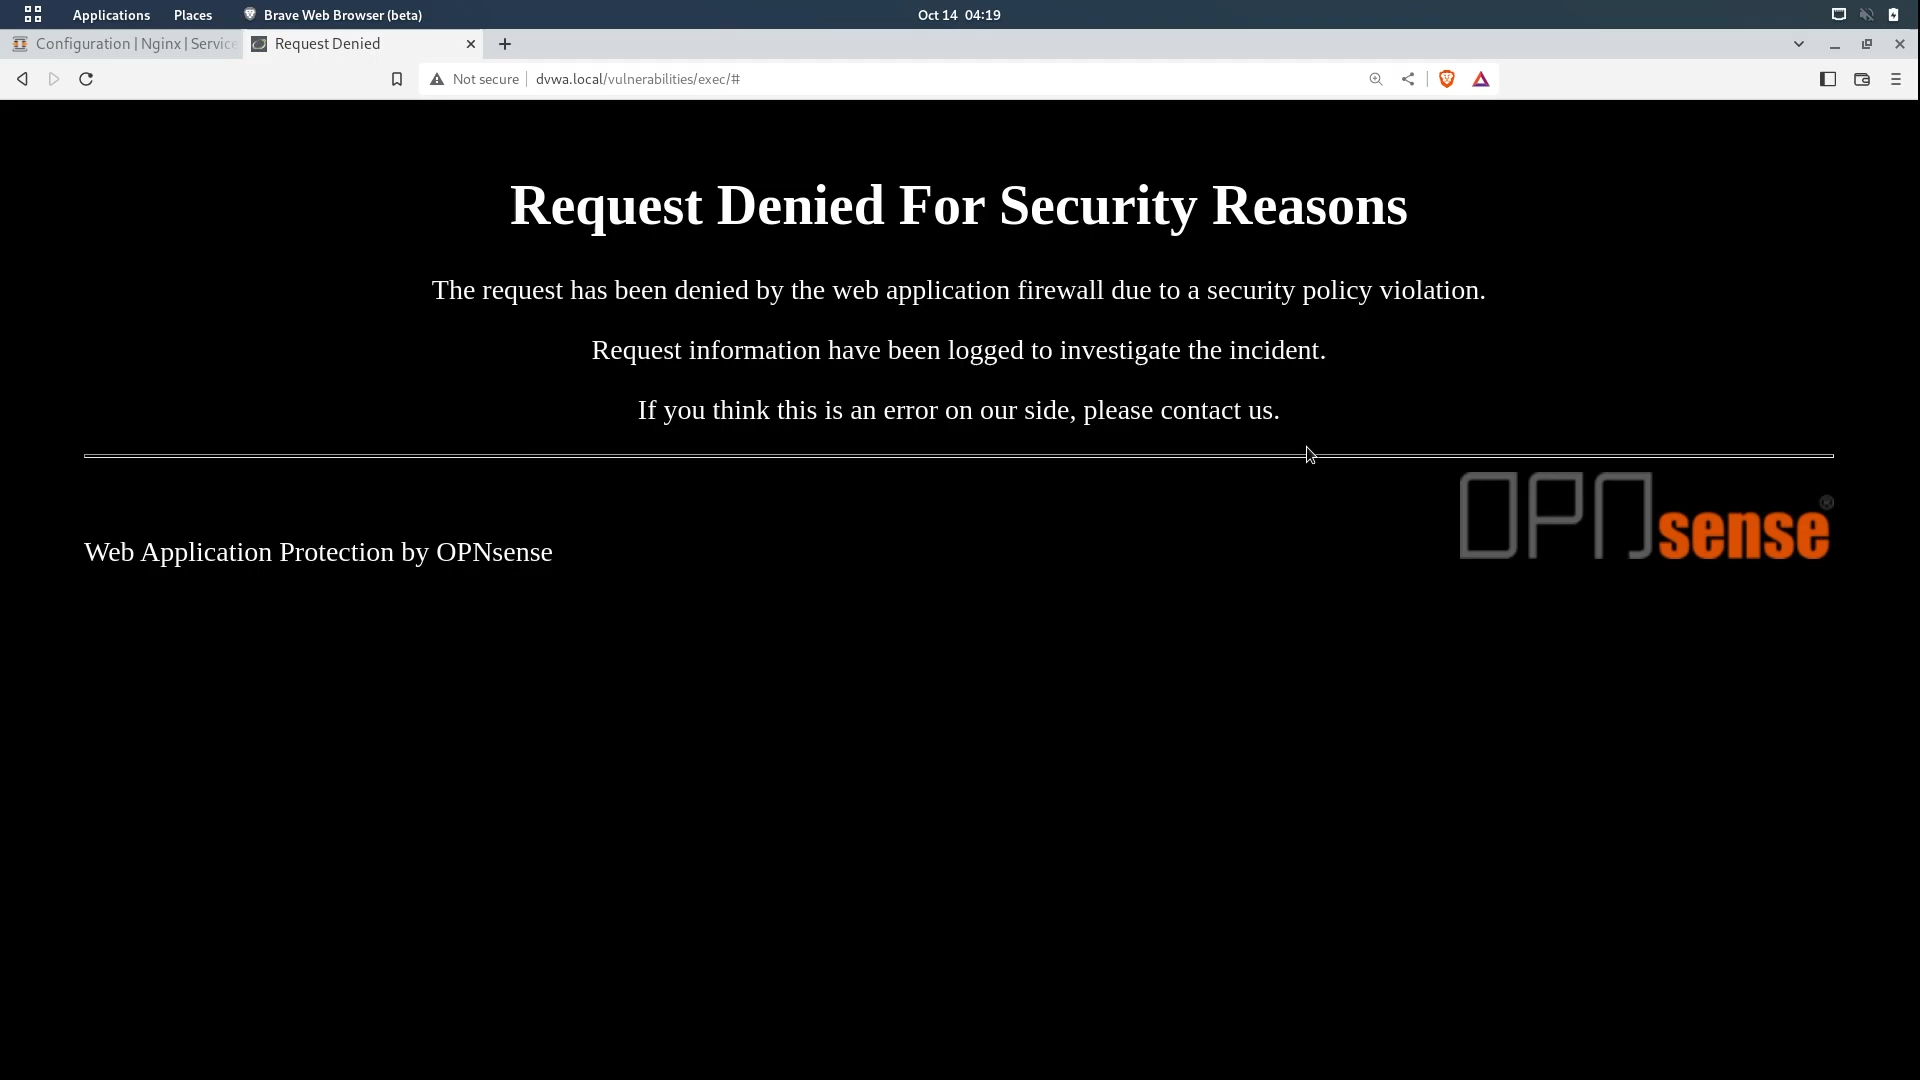 Applications Places Brave Web Browser (beta) Oct 14 04:19
Configuration | Nginx | Service Request Denied
Not secure dvwa.local/vulnerabilities/exec/#
Request Denied For Security Reasons
The request has been denied by the web application firewall due to a security policy violation.
Request information have been logged to investigate the incident.
If you think this is an error on our side, please contact us.
OPNsense®
Web Application Protection by OPNsense